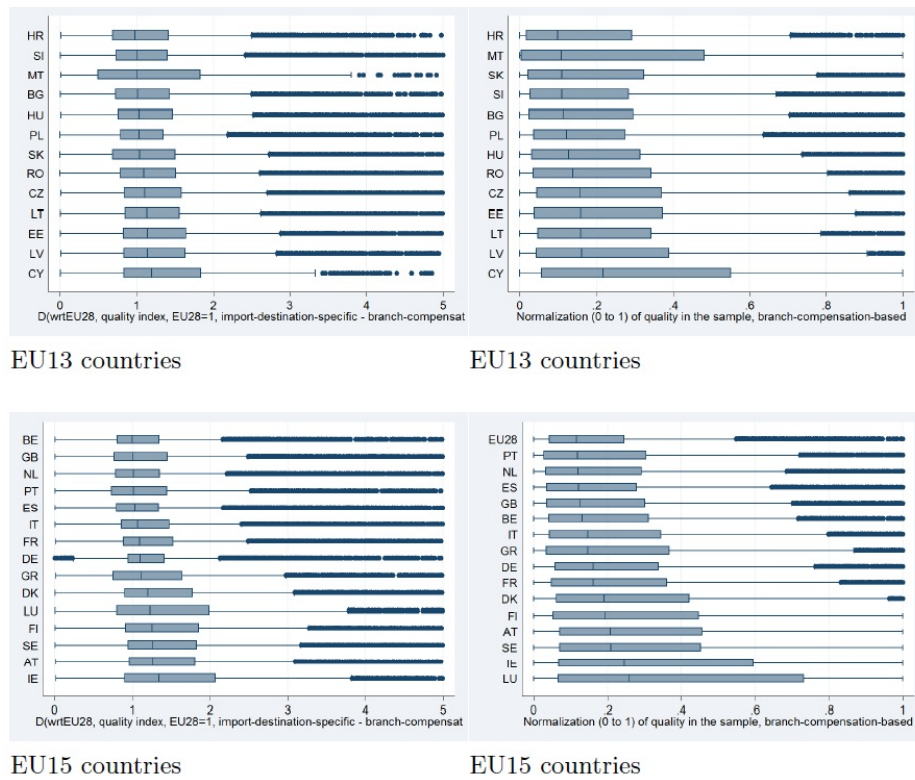 HR
SI
MT
BG
HU
PL
SK
RO
CZ
LT
EE
LV
CY
0 1 2 3 4 5
D(wrtEU28, quality index, EU28=1, import-destination-specific - branch-compensat
EU13 countries
HR
MT
SK
SI
BG
PL
HU
RO
CZ
EE
LT
LV
CY
0 .2 .4 .6 .8 1
Normalization (0 to 1) of quality in the sample, branch-compensation-based
EU13 countries
BE
GB
NL
PT
ES
IT
FR
DE
GR
DK
LU
FI
SE
AT
IE
0 1 2 3 4 5
D(wrtEU28, quality index, EU28=1, import-destination-specific - branch-compensat
EU15 countries
EU28
PT
NL
ES
GB
BE
IT
GR
DE
FR
DK
FI
AT
SE
IE
LU
0 .2 .4 .6 .8 1
Normalization (0 to 1) of quality in the sample, branch-compensation-based
EU15 countries